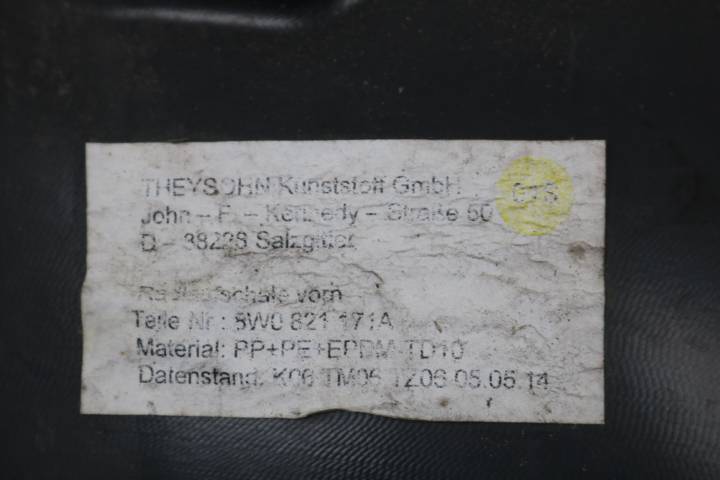 THEYSOHN Kunststoff GmbH
John - F. - Kennedy - Straße 50
D - 38228 Salzgitter
Radlaufschale vorn
Teile Nr.: 8W0 821 171A
Material: PP+PE+EPDM-TD10
Datenstand: K06 TM06 TZ06 05.05.14